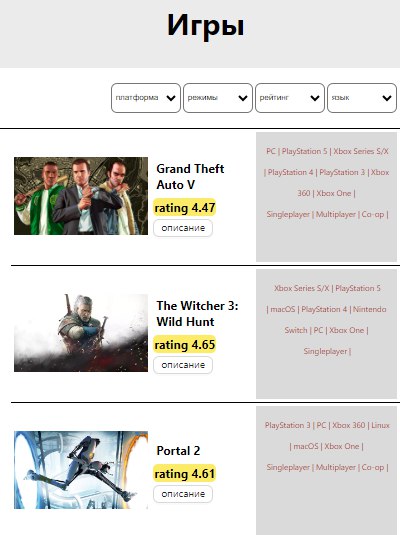 Игры
платформа режимы рейтинг язык
Grand Theft
Auto V
rating 4.47
описание
PC | PlayStation 5 | Xbox Series S/X
| PlayStation 4 | PlayStation 3 | Xbox
360 | Xbox One |
Singleplayer | Multiplayer | Co-op |
The Witcher 3:
Wild Hunt
rating 4.65
описание
Xbox Series S/X | PlayStation 5
| macOS | PlayStation 4 | Nintendo
Switch | PC | Xbox One |
Singleplayer |
Portal 2
rating 4.61
описание
PlayStation 3 | PC | Xbox 360 | Linux
| macOS | Xbox One |
Singleplayer | Multiplayer | Co-op |